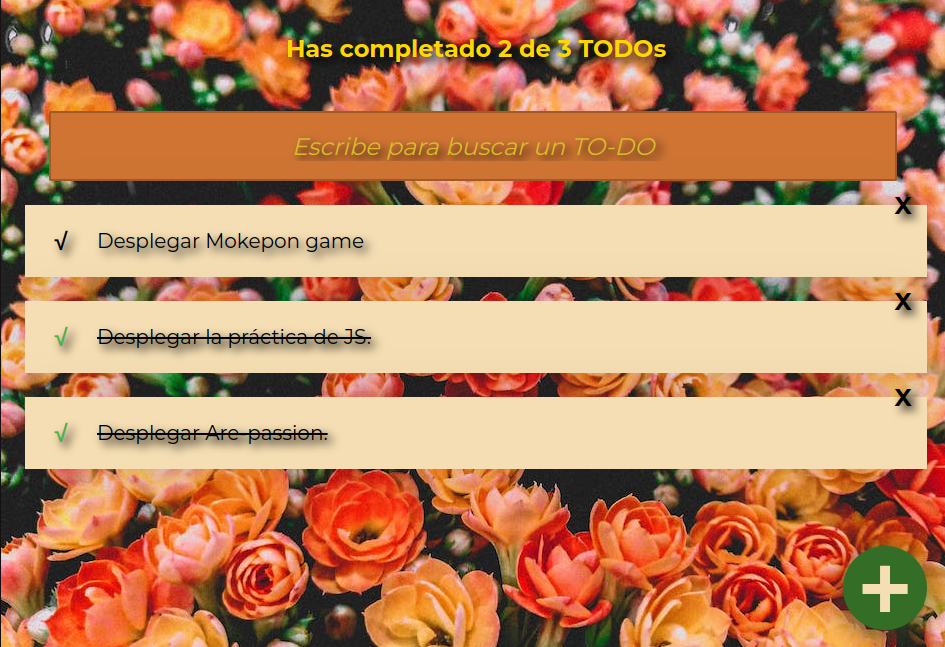 Has completado 2 de 3 TODOs
Escribe para buscar un TO-DO
X
√ Desplegar Mokepon game
X
√ Desplegar la práctica de JS.
X
√ Desplegar Are-passion.
+